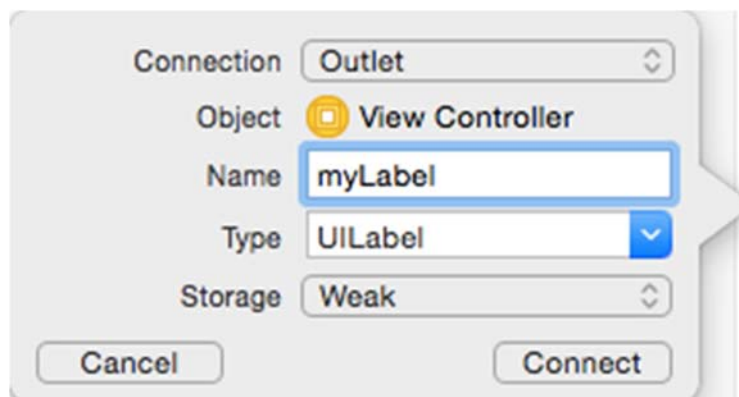 Connection Outlet
Object View Controller
Name myLabel
Type UILabel
Storage Weak
Cancel Connect